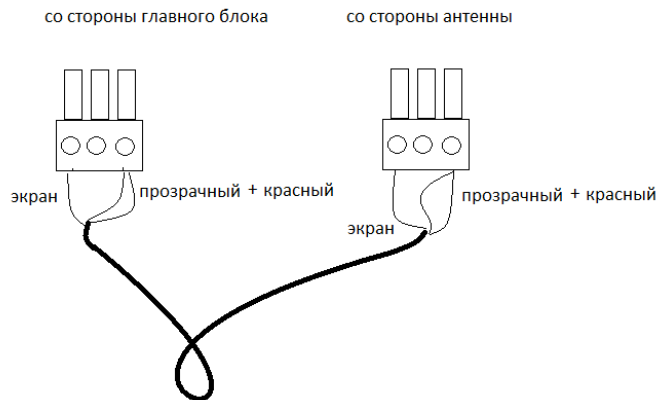 со стороны главного блока
со стороны антенны
экран
прозрачный + красный
прозрачный + красный
экран